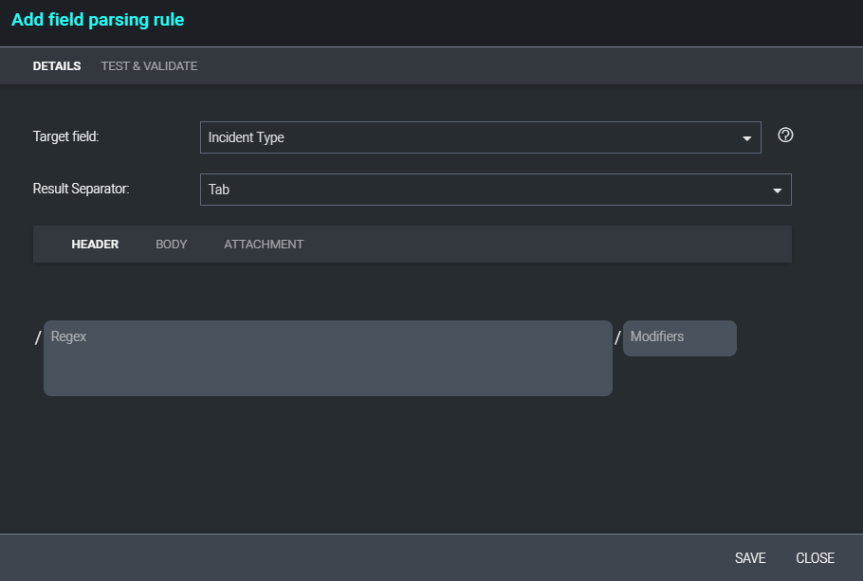 Add field parsing rule
DETAILS TEST & VALIDATE
Target field: Incident Type ?
Result Separator: Tab
HEADER BODY ATTACHMENT
/ Regex / Modifiers
SAVE CLOSE